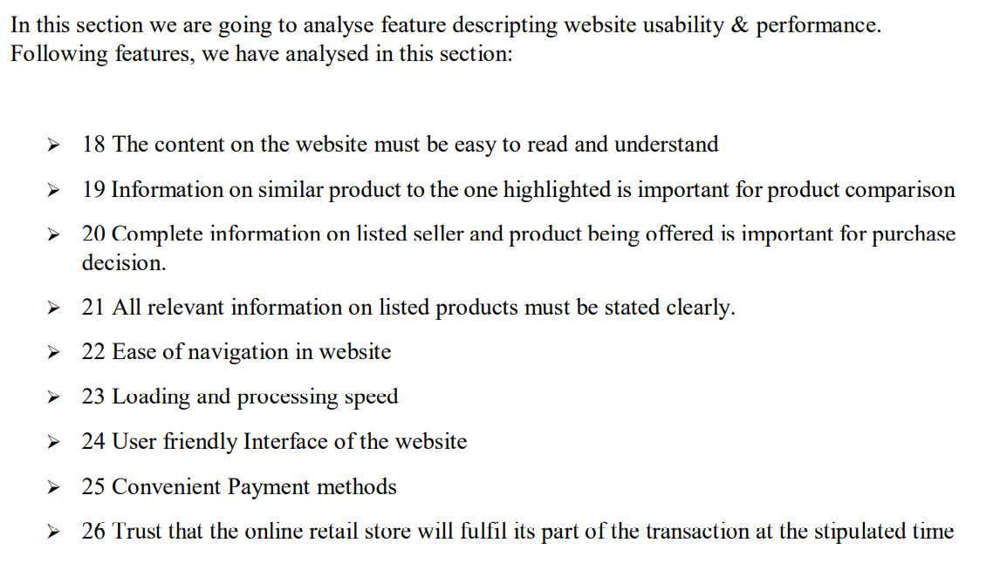 In this section we are going to analyse feature descripting website usability & performance.
Following features, we have analysed in this section:
➢ 18 The content on the website must be easy to read and understand
➢ 19 Information on similar product to the one highlighted is important for product comparison
➢ 20 Complete information on listed seller and product being offered is important for purchase
decision.
➢ 21 All relevant information on listed products must be stated clearly.
➢ 22 Ease of navigation in website
➢ 23 Loading and processing speed
➢ 24 User friendly Interface of the website
➢ 25 Convenient Payment methods
➢ 26 Trust that the online retail store will fulfil its part of the transaction at the stipulated time